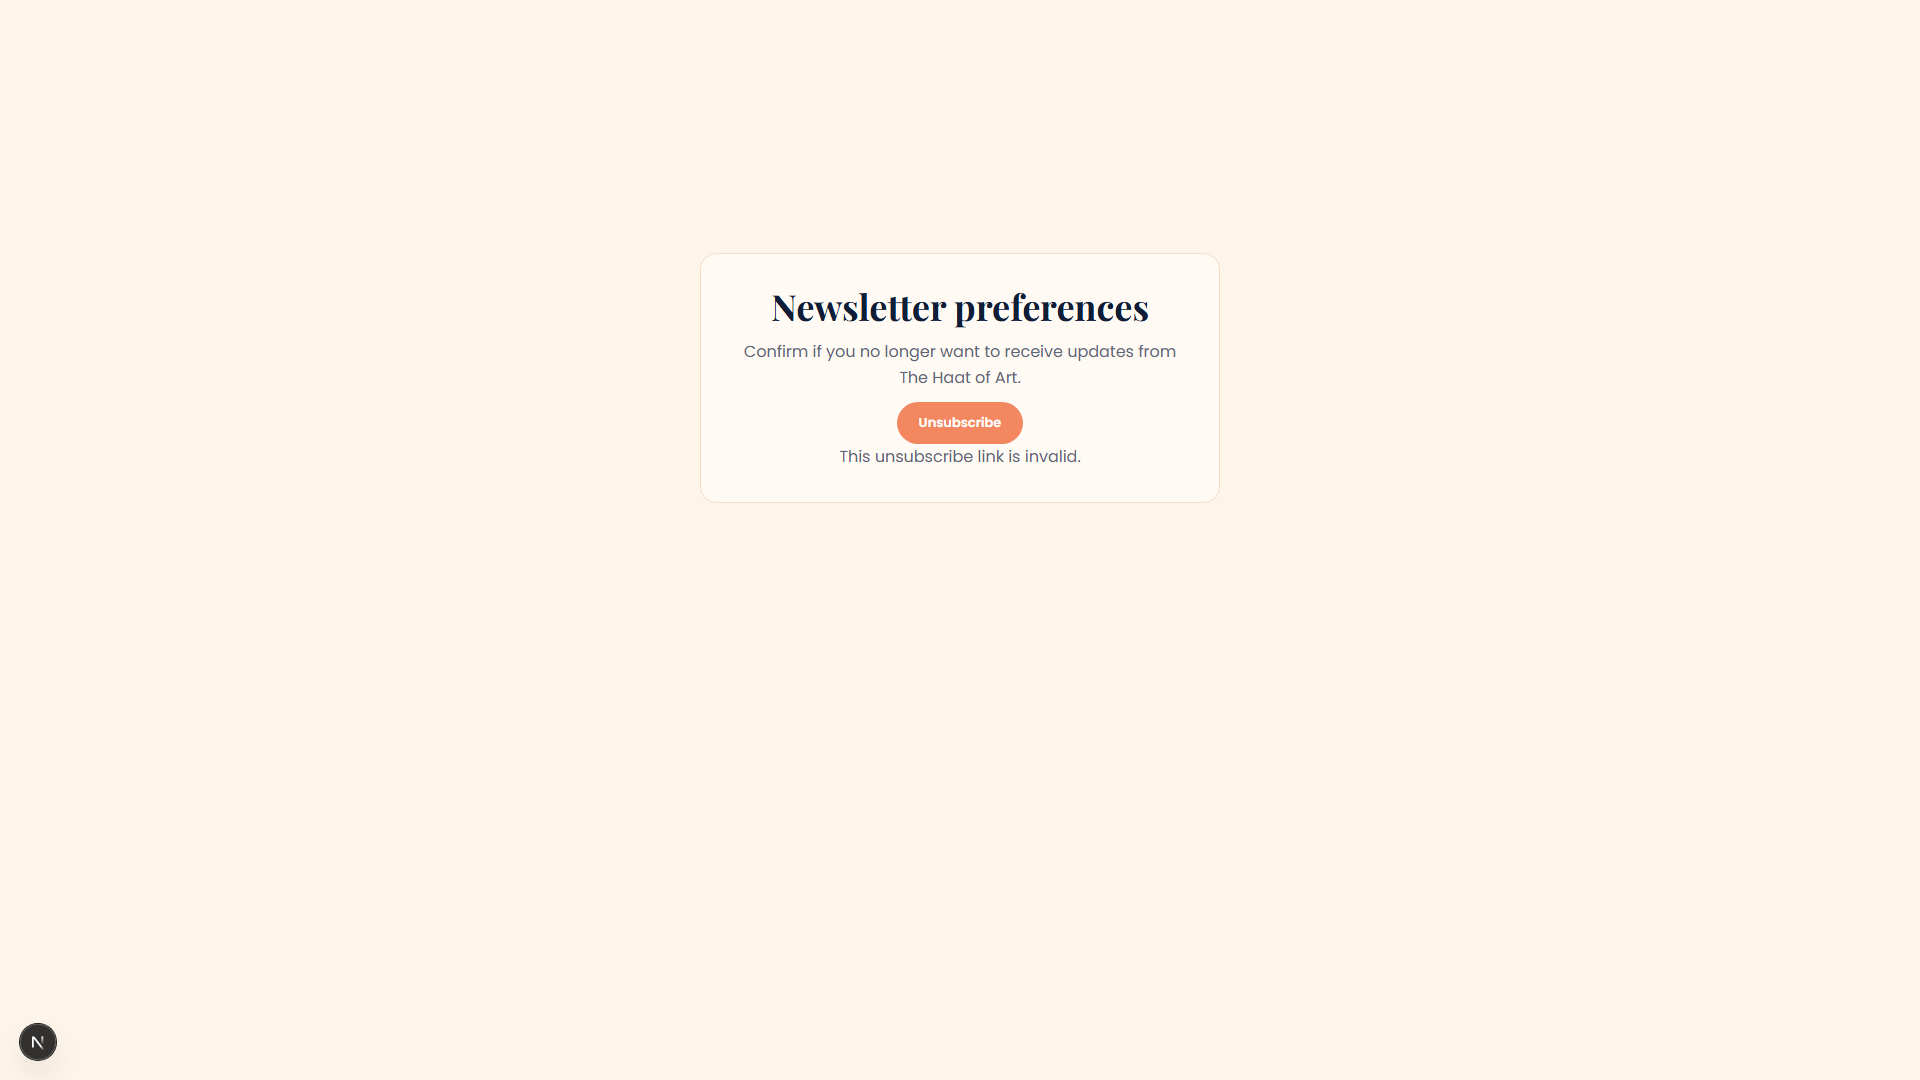 Newsletter preferences
Confirm if you no longer want to receive updates from
The Haat of Art.
Unsubscribe
This unsubscribe link is invalid.
N